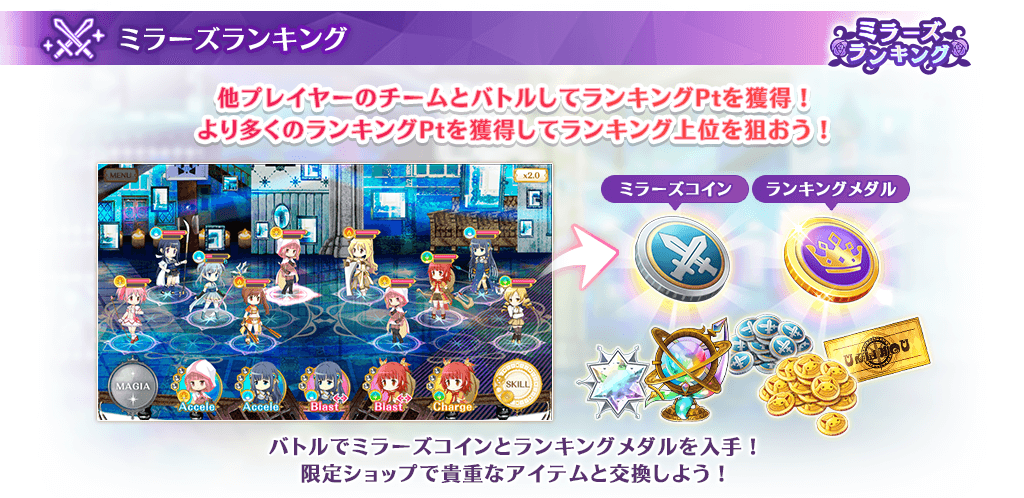 ミラーズランキング
ミラーズ
ランキング
他プレイヤーのチームとバトルしてランキングPtを獲得！
より多くのランキングPtを獲得してランキング上位を狙おう！
MENU
x2.0
ミラーズコイン
ランキングメダル
MAGIA
Accele
Accele
Blast
Blast
Charge
SKILL
バトルでミラーズコインとランキングメダルを入手！
限定ショップで貴重なアイテムと交換しよう！